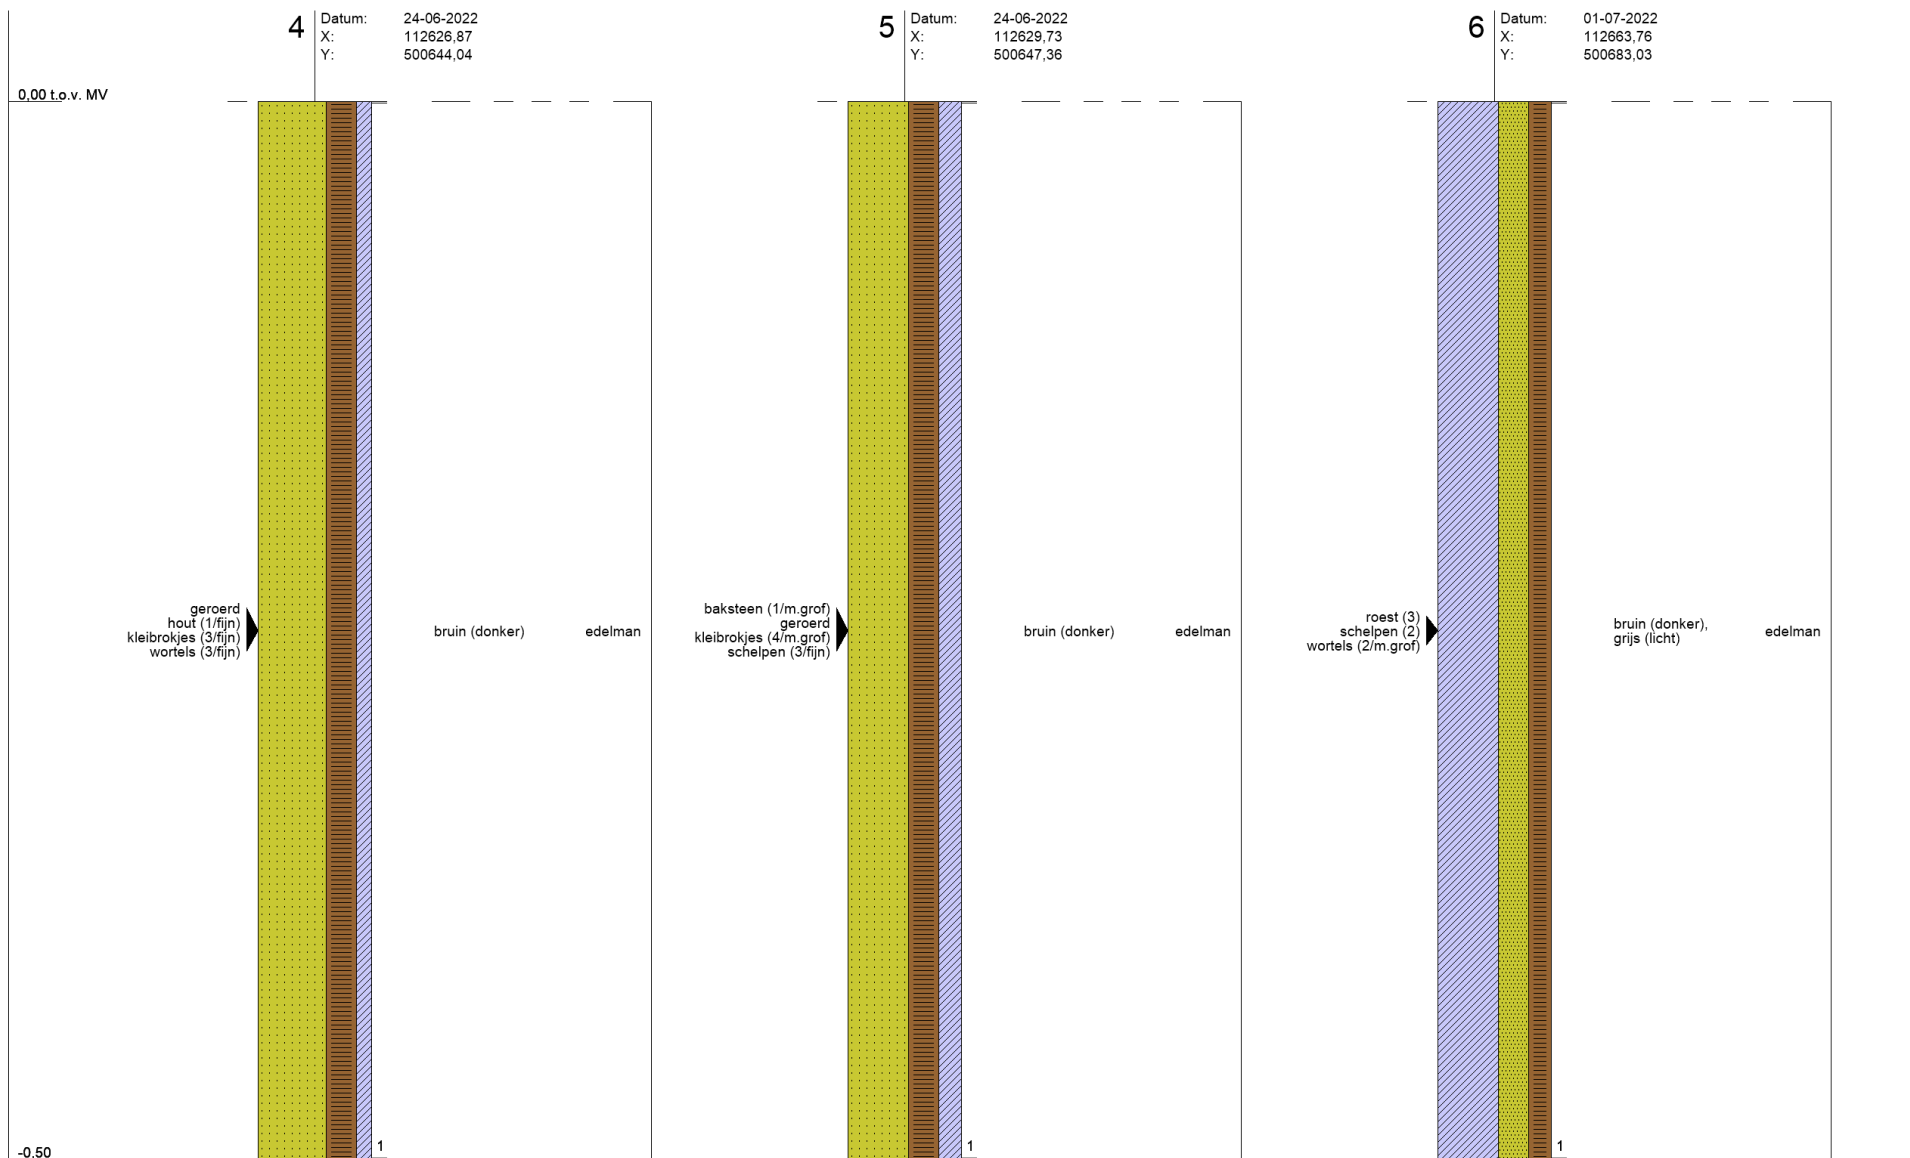 4
Datum: 24-06-2022
X: 112626,87
Y: 500644,04
5
Datum: 24-06-2022
X: 112629,73
Y: 500647,36
6
Datum: 01-07-2022
X: 112663,76
Y: 500683,03
0,00 t.o.v. MV
geroerd
hout (1/fijn)
kleibrokjes (3/fijn)
wortels (3/fijn)
bruin (donker)
edelman
baksteen (1/m.grof)
geroerd
kleibrokjes (4/m.grof)
schelpen (3/fijn)
bruin (donker)
edelman
roest (3)
schelpen (2)
wortels (2/m.grof)
bruin (donker),
grijs (licht)
edelman
1
1
1
-0.50